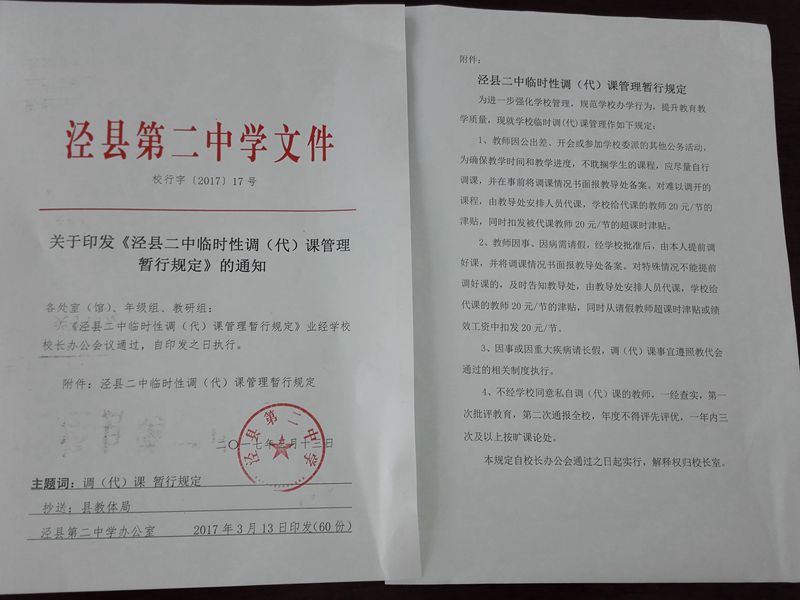 泾县第二中学文件
校行字〔2017〕17号
关于印发《泾县二中临时性调（代）课管理
暂行规定》的通知
各处室（馆）、年级组、教研组：
《泾县二中临时性调（代）课管理暂行规定》业经学校
校长办公会议通过，自印发之日执行。
附件：泾县二中临时性调（代）课管理暂行规定
二〇一七年三月十三日
泾县第二中学
主题词：调（代）课 暂行规定
抄送：县教体局
泾县第二中学办公室 2017年3月13日印发(60份)
附件：
泾县二中临时性调（代）课管理暂行规定
为进一步强化学校管理，规范学校办学行为，提升教育教
学质量，现就学校临时调(代)课管理作如下规定：
1、教师因公出差、开会或参加学校委派的其他公务活动，
为确保教学时间和教学进度，不耽搁学生的课程，应尽量自行
调课，并在事前将调课情况书面报教导处备案。对难以调开的
课程，由教导处安排人员代课，学校给代课的教师20元/节的
津贴，同时扣发被代课教师20元/节的超课时津贴。
2、教师因事、因病需请假，经学校批准后，由本人提前调
好课，并将调课情况书面报教导处备案。对特殊情况不能提前
调好课的，及时告知教导处，由教导处安排人员代课，学校给
代课的教师20元/节的津贴，同时从请假教师超课时津贴或绩
效工资中扣发20元/节。
3、因事或因重大疾病请长假，调（代）课事宜遵照教代会
通过的相关制度执行。
4、不经学校同意私自调（代）课的教师，一经查实，第一
次批评教育，第二次通报全校，年度不得评先评优，一年内三
次及以上按旷课论处。
本规定自校长办公会通过之日起实行，解释权归校长室。